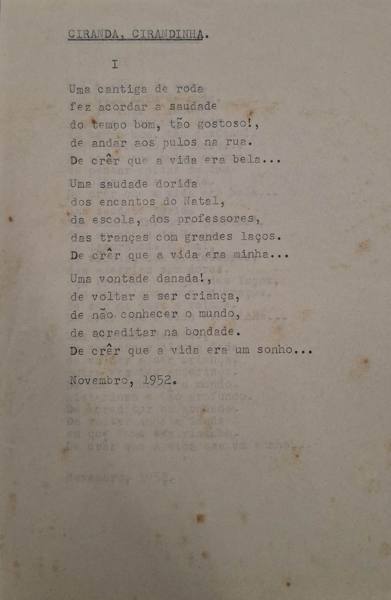 CIRANDA, CIRANDINHA.
I
Uma cantiga de roda
fez acordar a saudade
do tempo bom, tão gostoso!,
de andar aos pulos na rua.
De crêr que a vida era bela...
Uma saudade dorida
dos encantos do Natal,
da escola, dos professores,
das tranças com grandes laços.
De crêr que a vida era minha...
Uma vontade danada!,
de voltar a ser criança,
de não conhecer o mundo,
de acreditar na bondade.
De crêr que a vida era um sonho...
Novembro, 1952.